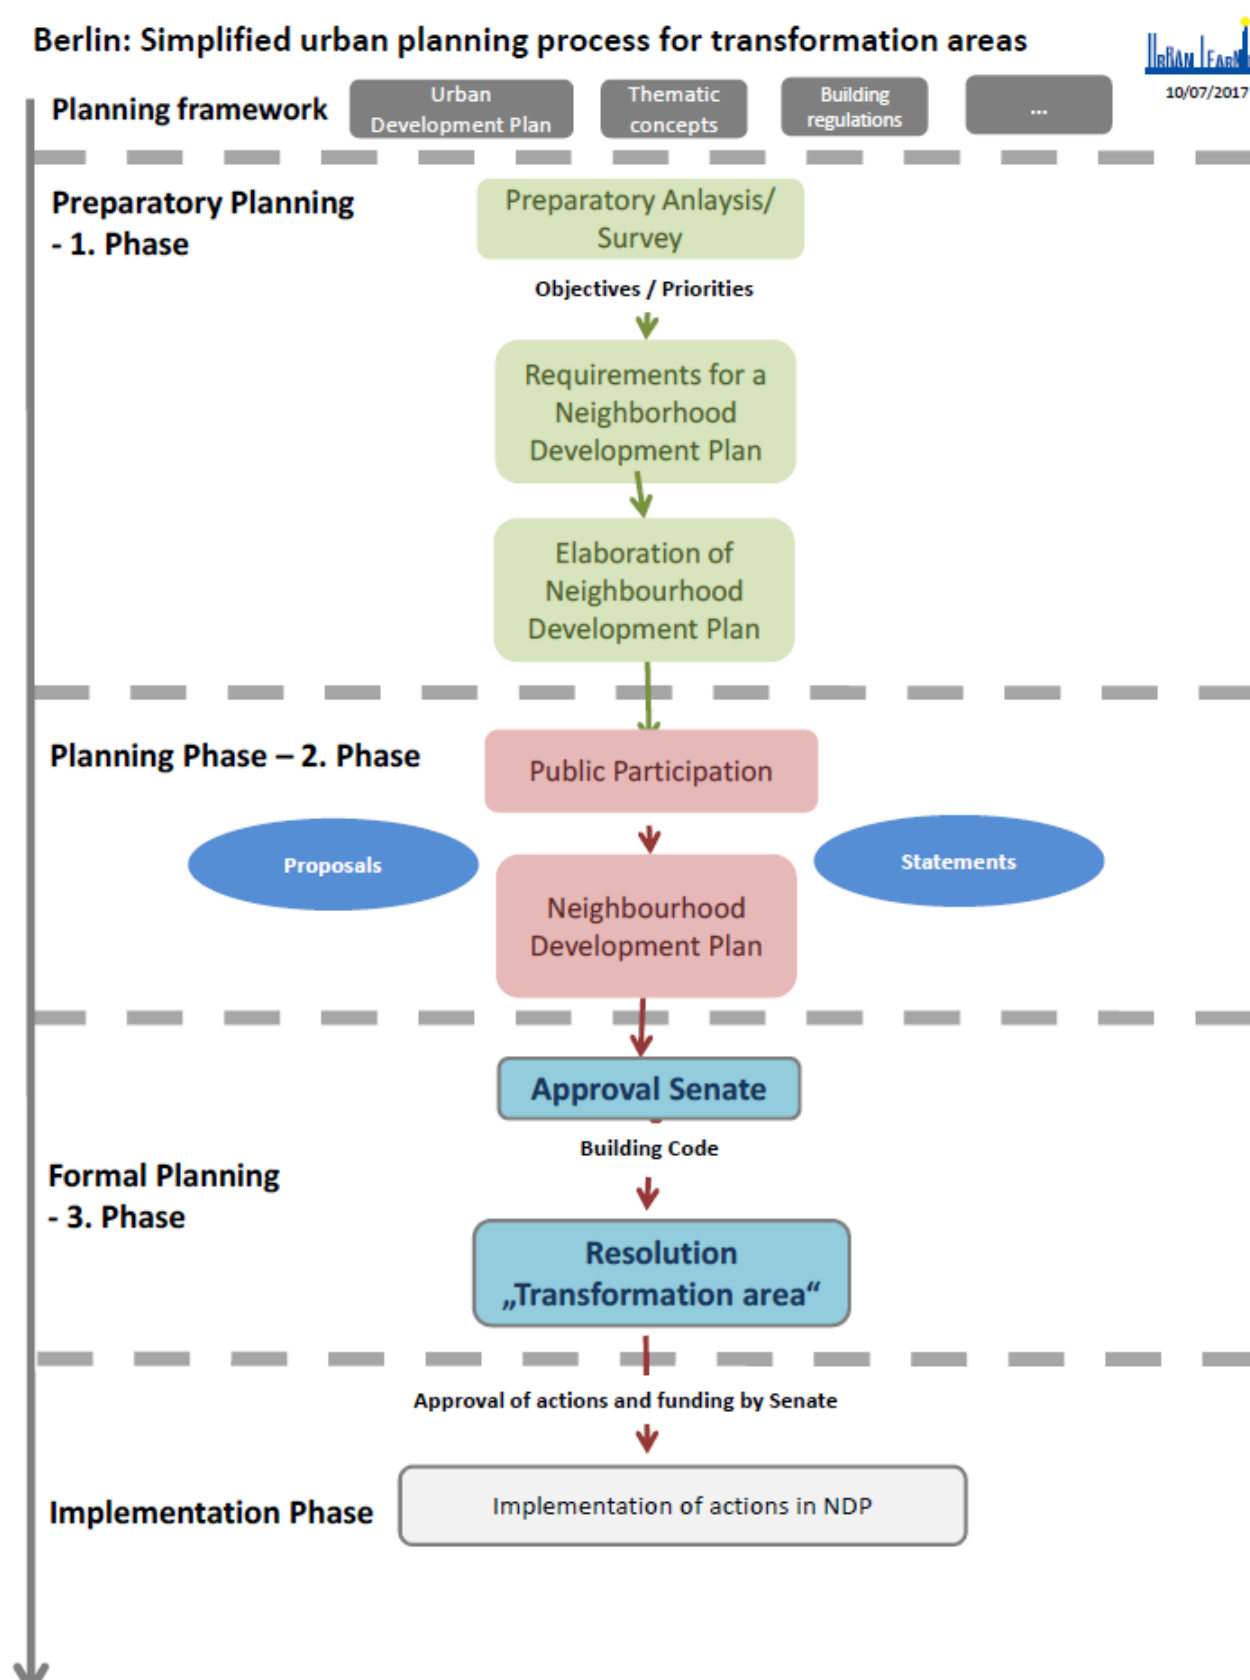 Berlin: Simplified urban planning process for transformation areas
URBAN LEARN
10/07/2017
Planning framework
Urban
Development Plan
Thematic
concepts
Building
regulations
...
Preparatory Planning
- 1. Phase
Preparatory Anlaysis/
Survey
Objectives / Priorities
Requirements for a
Neighborhood
Development Plan
Elaboration of
Neighbourhood
Development Plan
Planning Phase – 2. Phase
Public Participation
Proposals
Statements
Neighbourhood
Development Plan
Approval Senate
Building Code
Formal Planning
- 3. Phase
Resolution
„Transformation area“
Approval of actions and funding by Senate
Implementation Phase
Implementation of actions in NDP